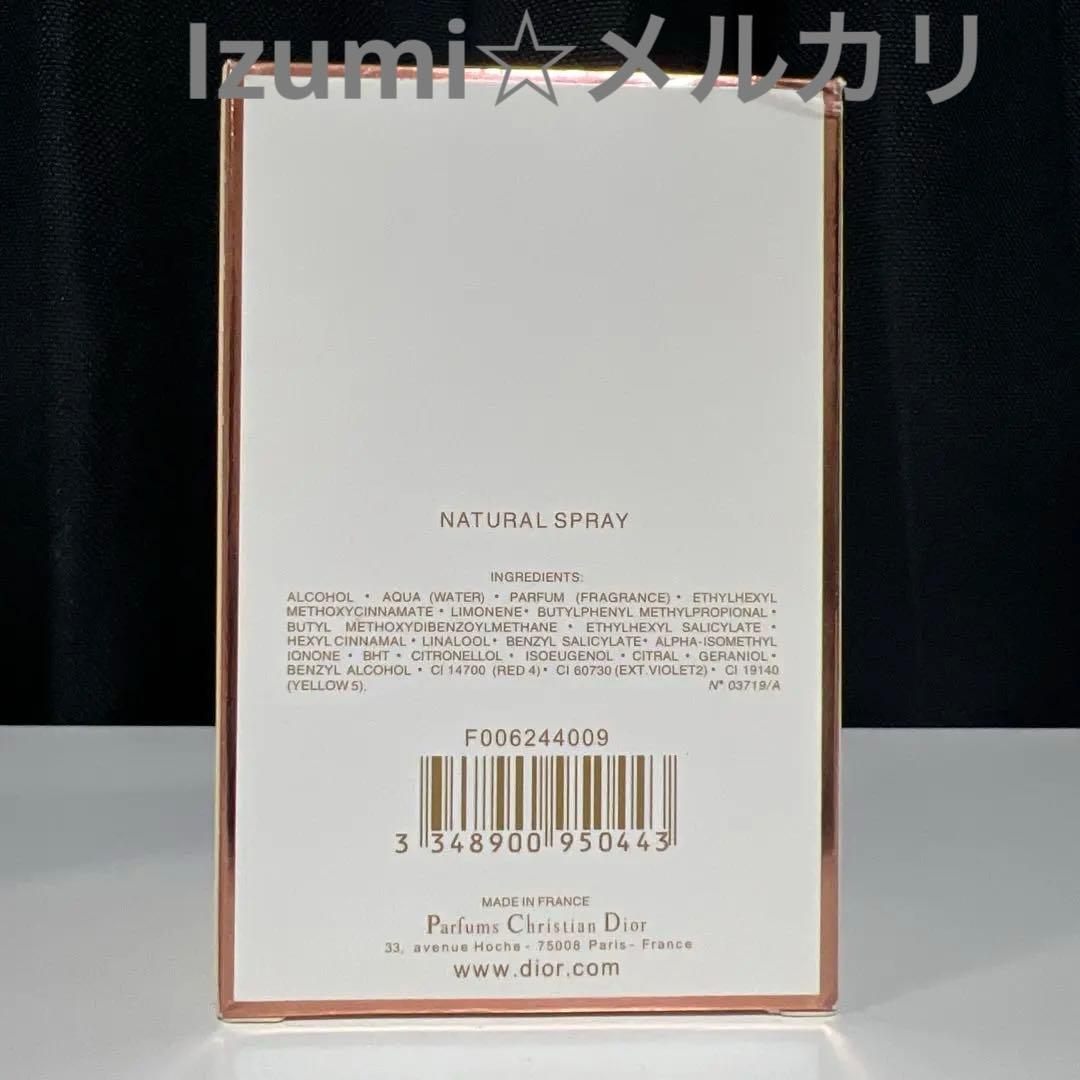 Izumi☆メルカリ
NATURAL SPRAY
INGREDIENTS:
ALCOHOL • AQUA (WATER) • PARFUM (FRAGRANCE) • ETHYLHEXYL
METHOXYCINNAMATE • LIMONENE • BUTYLPHENYL METHYLPROPIONAL •
BUTYL METHOXYDIBENZOYLMETHANE • ETHYLHEXYL SALICYLATE •
HEXYL CINNAMAL • LINALOOL • BENZYL SALICYLATE • ALPHA-ISOMETHYL
IONONE • BHT • CITRONELLOL • ISOEUGENOL • CITRAL • GERANIOL •
BENZYL ALCOHOL • CI 14700 (RED 4) • CI 60730 (EXT.VIOLET2) • CI 19140
(YELLOW 5). N° 03719/A
F006244009
3 348900 950443
MADE IN FRANCE
Parfums Christian Dior
33, avenue Hoche - 75008 Paris - France
www.dior.com